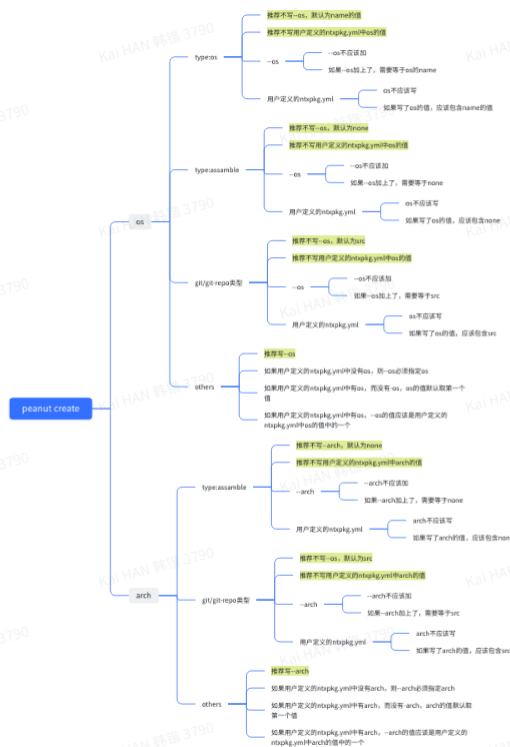 peanut create
os
type:os
推荐不写--os，默认为name的值
推荐不写用户定义的ntxpkg.yml中os的值
--os
--os不应该加
如果--os加上了，需要等于os的name
用户定义的ntxpkg.yml
os不应该写
如果写了os的值，应该包含name的值
type:assamble
推荐不写--os，默认为none
推荐不写用户定义的ntxpkg.yml中os的值
--os
--os不应该加
如果--os加上了，需要等于none
用户定义的ntxpkg.yml
os不应该写
如果写了os的值，应该包含none
git/git-repo类型
推荐不写--os，默认为src
推荐不写用户定义的ntxpkg.yml中os的值
--os
--os不应该加
如果--os加上了，需要等于src
用户定义的ntxpkg.yml
os不应该写
如果写了os的值，应该包含src
others
推荐写--os
如果用户定义的ntxpkg.yml中没有os，则--os必须指定os
如果用户定义的ntxpkg.yml中有os，而没有-os，os的值默认取第一个
值
如果用户定义的ntxpkg.yml中有os，--os的值应该是用户定义的
ntxpkg.yml中os的值中的一个
arch
type:assamble
推荐不写--arch，默认为none
推荐不写用户定义的ntxpkg.yml中arch的值
--arch
--arch不应该加
如果--arch加上了，需要等于none
用户定义的ntxpkg.yml
arch不应该写
如果写了arch的值，应该包含non
git/git-repo类型
推荐不写--os，默认为src
推荐不写用户定义的ntxpkg.yml中arch的值
--arch
--arch不应该加
如果--arch加上了，需要等于src
用户定义的ntxpkg.yml
arch不应该写
如果写了arch的值，应该包含src
others
推荐写--arch
如果用户定义的ntxpkg.yml中没有arch，则--arch必须指定arch
如果用户定义的ntxpkg.yml中有arch，而没有-arch，arch的值默认取
第一个值
如果用户定义的ntxpkg.yml中有arch，--arch的值应该是用户定义的
ntxpkg.yml中arch的值中的一个
Kai HAN 韩锴 3790